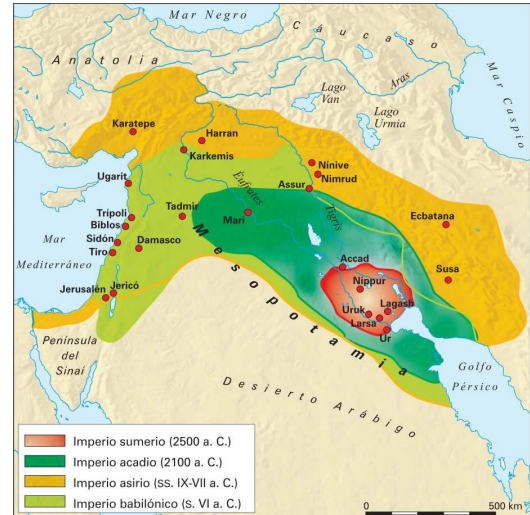 Mar Negro
Cáucaso
Anatolia
Aras
Mar Caspio
Lago
Van
Lago
Urmia
Karatepe
Harran
Karkemis
Nínive
Nimrud
Ugarit
Éufrates
Assur
Trípoli
Tadmir
Mari
Tigris
Ecbatana
Biblos
Mar
Mediterráneo
Sidón
Damasco
Tiro
Mesopotamia
Accad
Susa
Nippur
Jerusalén
Jericó
Lagash
Uruk
Larsa
Ur
Península
del
Sinaí
Golfo
Pérsico
Desierto Arábigo
Imperio sumerio (2500 a. C.)
Imperio acadio (2100 a. C.)
Imperio asirio (ss. IX-VII a. C.)
Imperio babilónico (s. VI a. C.)
0 500 km